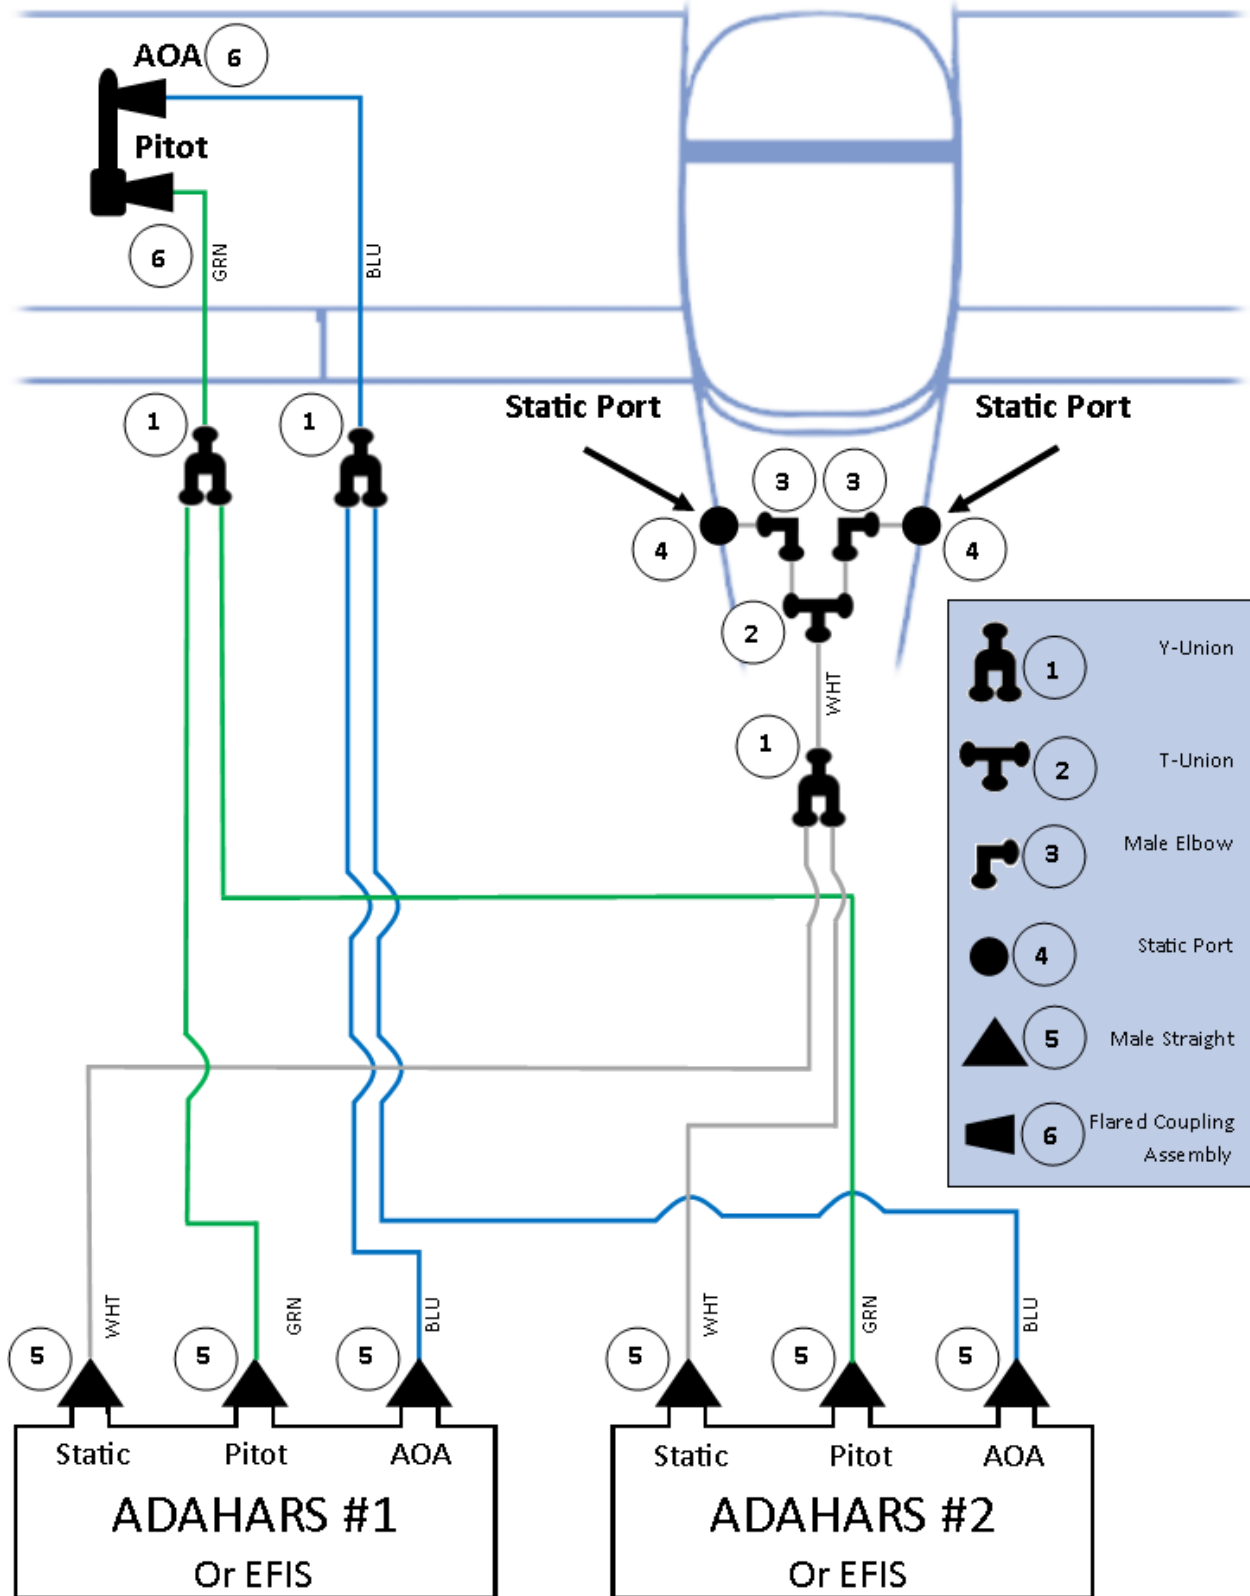 AOA
6
Pitot
6
GRN
BLU
1
1
Static Port
Static Port
3
3
4
4
2
WHT
1
1
Y-Union
2
T-Union
3
Male Elbow
4
Static Port
5
Male Straight
6
Flared Coupling
Assembly
WHT
GRN
BLU
WHT
GRN
BLU
5
5
5
5
5
5
Static
Pitot
AOA
ADAHARS #1
Or EFIS
Static
Pitot
AOA
ADAHARS #2
Or EFIS